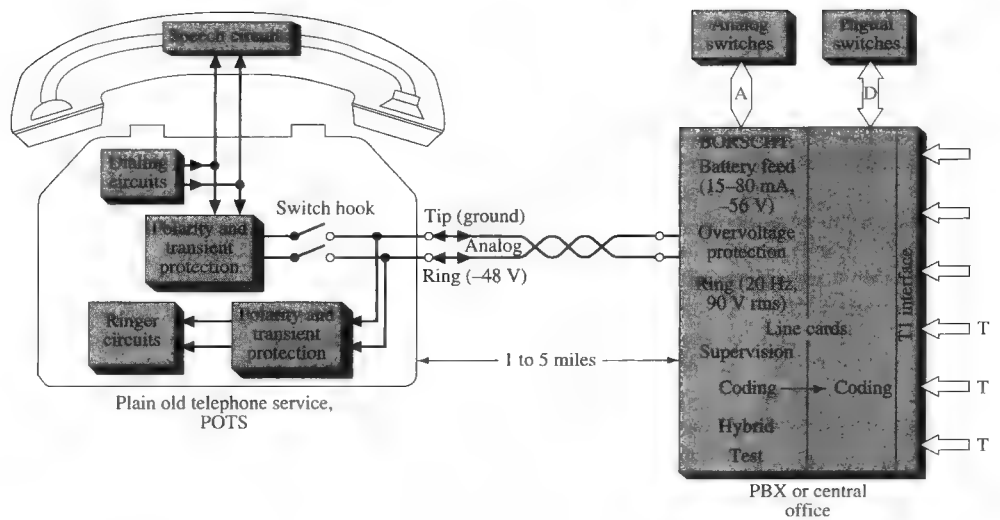 Speech circuit
Analog
switches
Digital
switches
A
D
Dialing
circuits
Switch hook
Polarity and
transient
protection
Tip (ground)
Analog
Ring (–48 V)
Ringer
circuits
Polarity and
transient
protection
1 to 5 miles
Plain old telephone service,
POTS
BORSCHT:
Battery feed
(15–80 mA,
–56 V)
Overvoltage
protection
Ring (20 Hz,
90 V rms)
Line cards
Supervision
Coding
Coding
Hybrid
Test
T1 interface
T
T
T
PBX or central
office